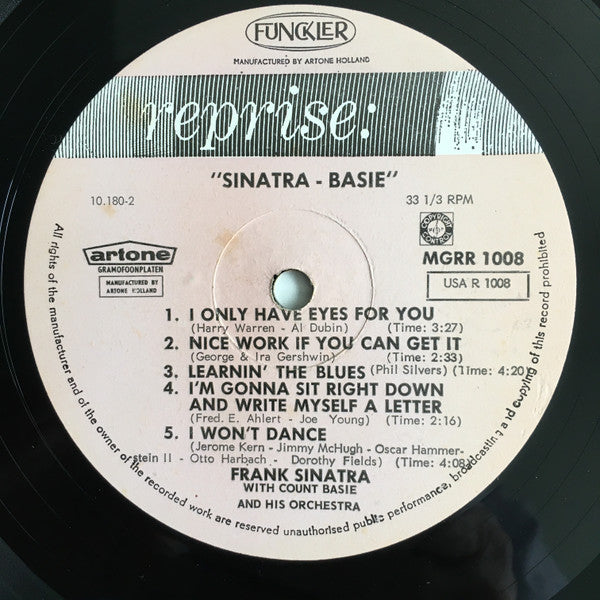 FUNCKLER
MANUFACTURED BY ARTONE HOLLAND
reprise:
"SINATRA - BASIE"
10.180-2
33 1/3 RPM
artone
GRAMOFOONPLATEN
MANUFACTURED BY
ARTONE HOLLAND
COPYRIGHT
CONTROL
MGRR 1008
USA R 1008
1. I ONLY HAVE EYES FOR YOU
(Harry Warren - Al Dubin) (Time: 3:27)
2. NICE WORK IF YOU CAN GET IT
(George & Ira Gershwin) (Time: 2:33)
3. LEARNIN' THE BLUES (Phil Silvers) (Time: 4:20)
4. I'M GONNA SIT RIGHT DOWN
AND WRITE MYSELF A LETTER
(Fred. E. Ahlert - Joe Young) (Time: 2:16)
5. I WON'T DANCE
(Jerome Kern - Jimmy McHugh - Oscar Hammer-
stein II - Otto Harbach - Dorothy Fields) (Time: 4:08)
FRANK SINATRA
WITH COUNT BASIE
AND HIS ORCHESTRA
All rights of the manufacturer and of the owner of the recorded work are reserved unauthorised public performance, broadcasting and copying of this record prohibited